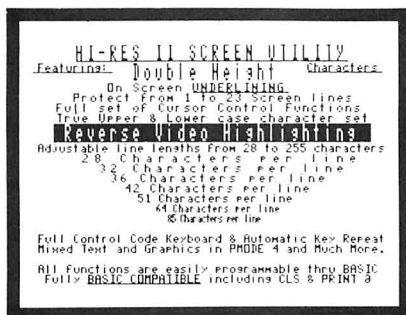 HI-RES II SCREEN UTILITY
Featuring: Double Height Characters
On Screen UNDERLINING
Protect from 1 to 23 Screen lines
Full set of Cursor Control Functions
True Upper & Lower case character set
Reverse Video Highlighting
Adjustable line lengths from 28 to 255 characters
28 Characters per line
32 Characters per line
36 Characters per line
42 Characters per line
51 Characters per line
64 Characters per line
85 Characters per line
Full Control Code Keyboard & Automatic Key Repeat
Mixed Text and Graphics in PMODE 4 and Much More.
All functions are easily programmable thru BASIC
Fully BASIC COMPATIBLE including CLS & PRINT @